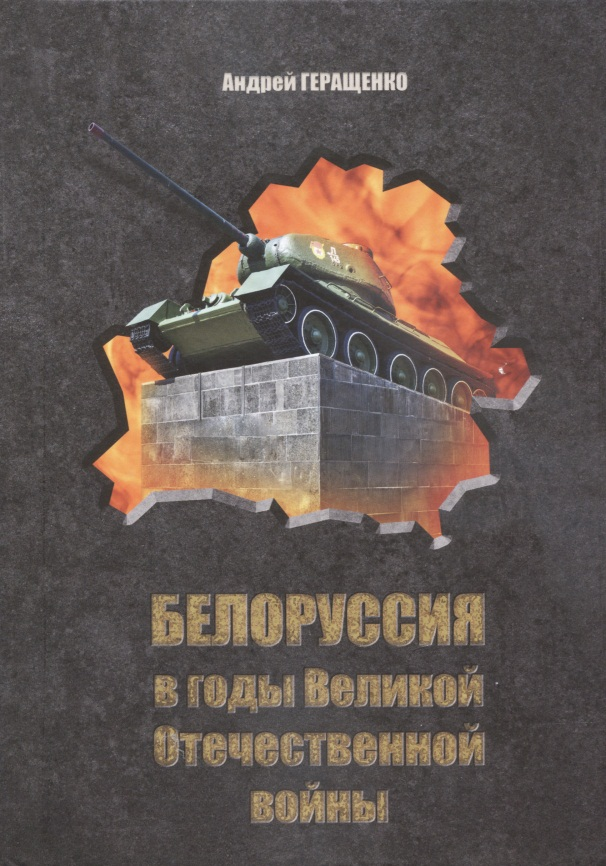 Андрей ГЕРАЩЕНКО
БЕЛОРУССИЯ
в годы Великой
Отечественной
войны